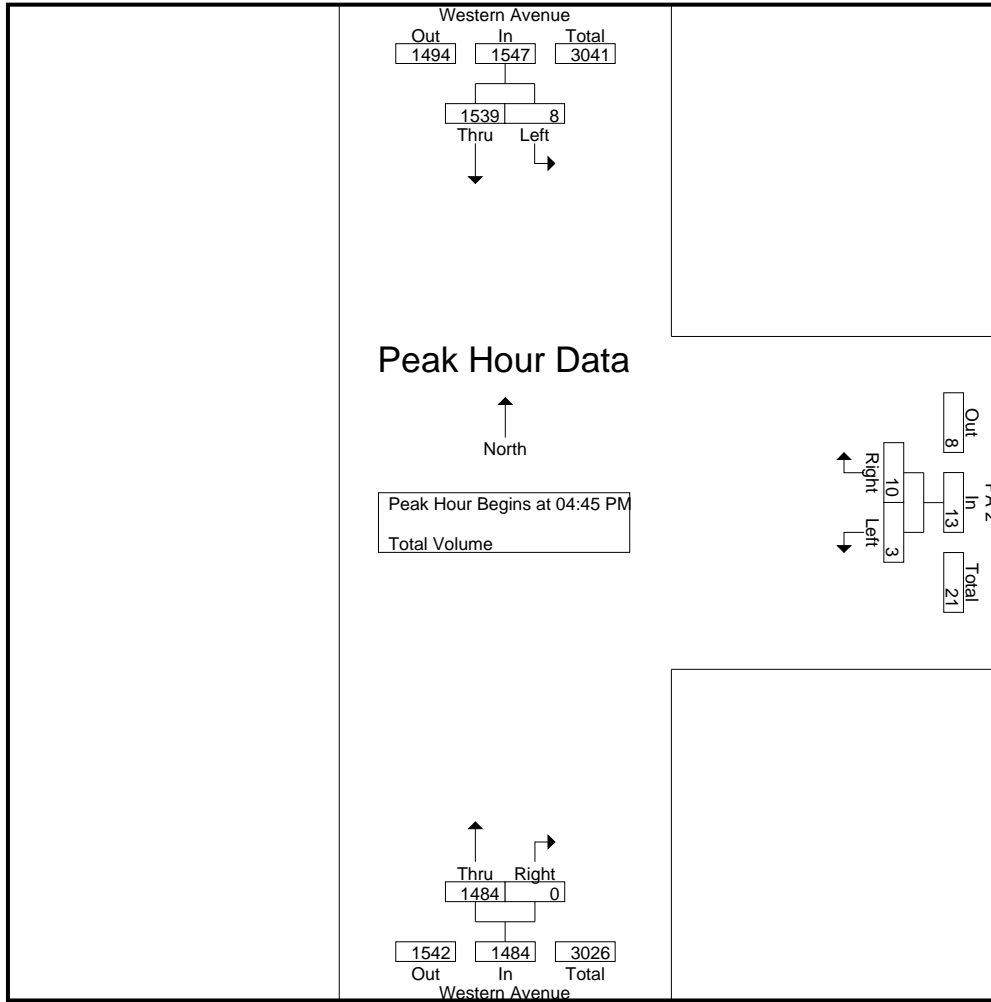 Western Avenue
Out In Total
1494 1547 3041
1539 8
Thru Left
Peak Hour Data
North
Peak Hour Begins at 04:45 PM
Total Volume
Out In Total
8 13 21
Right Left
10 3
Thru Right
1484 0
1542 1484 3026
Out In Total
Western Avenue